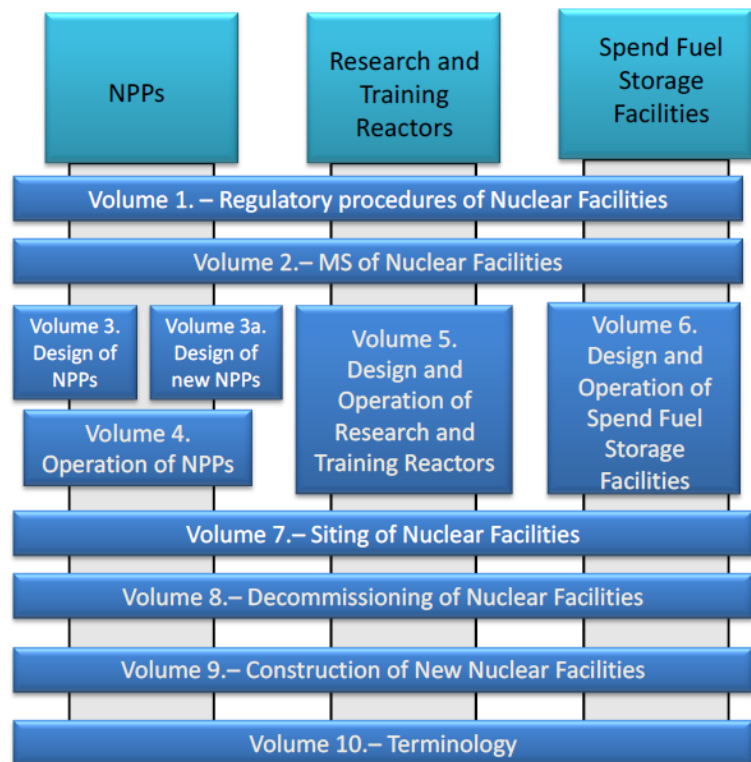 NPPs
Research and
Training
Reactors
Spend Fuel
Storage
Facilities
Volume 1. – Regulatory procedures of Nuclear Facilities
Volume 2.– MS of Nuclear Facilities
Volume 3.
Design of
NPPs
Volume 3a.
Design of
new NPPs
Volume 4.
Operation of NPPs
Volume 5.
Design and
Operation of
Research and
Training Reactors
Volume 6.
Design and
Operation of
Spend Fuel
Storage
Facilities
Volume 7.– Siting of Nuclear Facilities
Volume 8.– Decommissioning of Nuclear Facilities
Volume 9.– Construction of New Nuclear Facilities
Volume 10.– Terminology